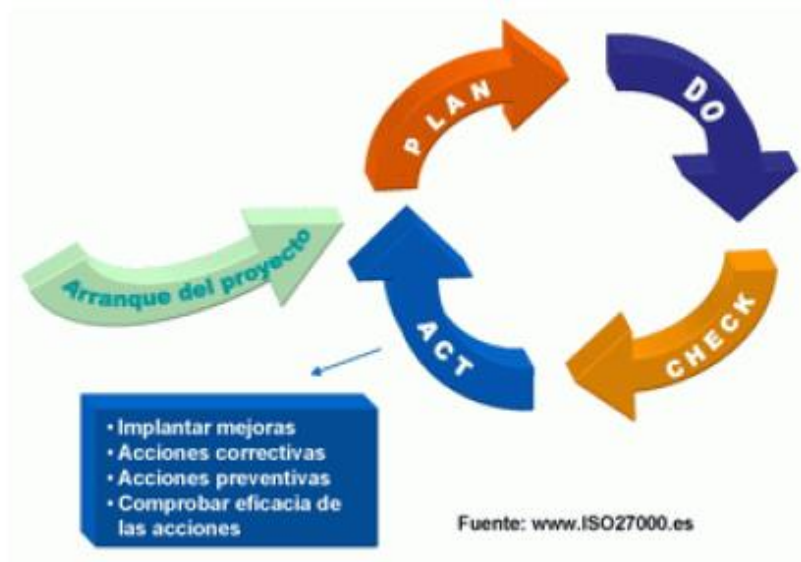 PLAN
DO
Arranque del proyecto
ACT
CHECK
• Implantar mejoras
• Acciones correctivas
• Acciones preventivas
• Comprobar eficacia de
las acciones
Fuente: www.ISO27000.es